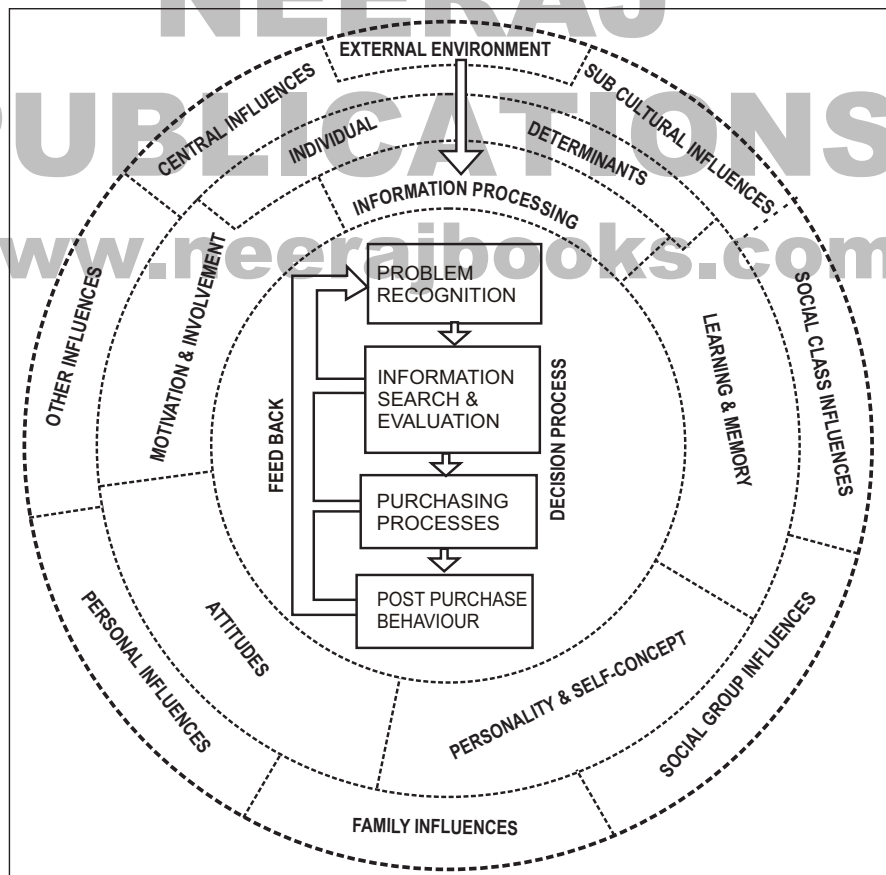 NEERAJ
PUBLICATIONS
www.neerajbooks.com
EXTERNAL ENVIRONMENT
SUB CULTURAL INFLUENCES
SOCIAL CLASS INFLUENCES
SOCIAL GROUP INFLUENCES
FAMILY INFLUENCES
PERSONAL INFLUENCES
OTHER INFLUENCES
CENTRAL INFLUENCES
INDIVIDUAL
DETERMINANTS
INFORMATION PROCESSING
LEARNING & MEMORY
PERSONALITY & SELF-CONCEPT
ATTITUDES
MOTIVATION & INVOLVEMENT
PROBLEM
RECOGNITION
INFORMATION
SEARCH &
EVALUATION
PURCHASING
PROCESSES
POST PURCHASE
BEHAVIOUR
FEED BACK
DECISION PROCESS